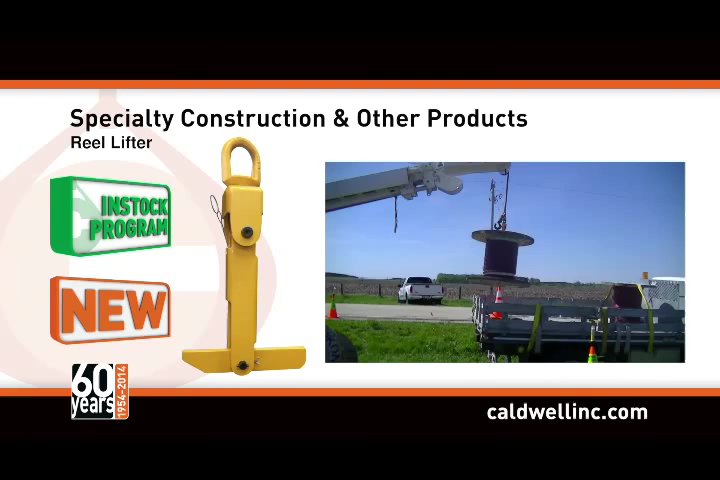 Specialty Construction & Other Products
Reel Lifter
INSTOCK
PROGRAM
NEW
60
years
1954-2014
caldwellinc.com